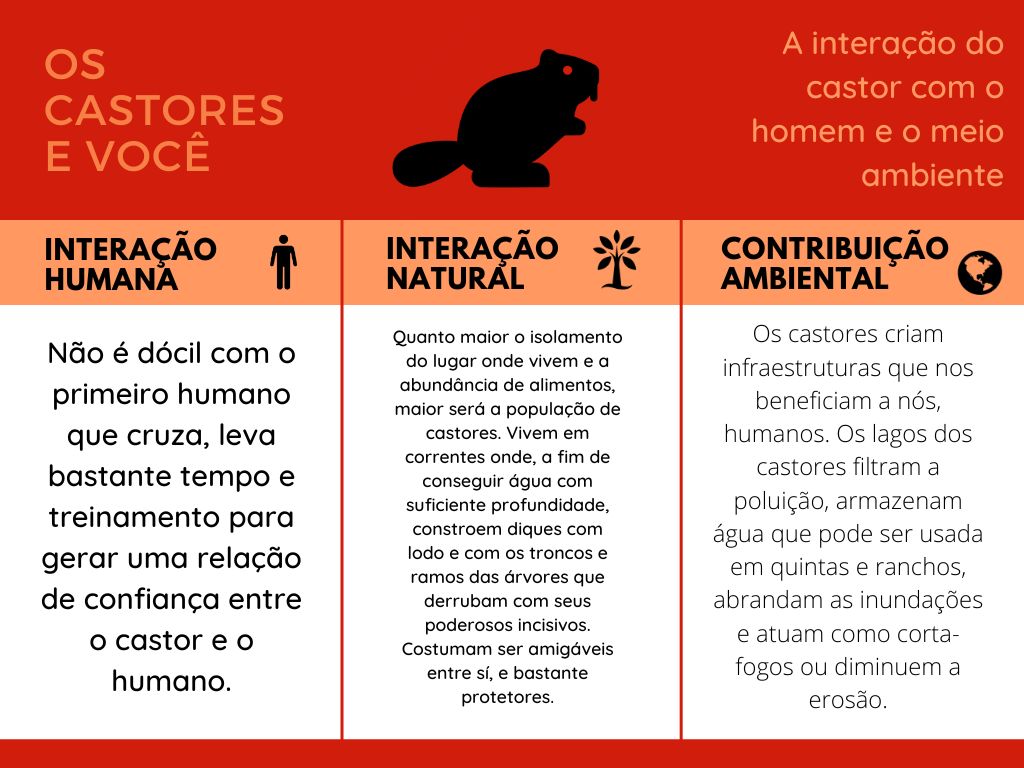 OS
CASTORES
E VOCÊ
A interação do
castor com o
homem e o meio
ambiente
INTERAÇÃO
HUMANA
Não é dócil com o
primeiro humano
que cruza, leva
bastante tempo e
treinamento para
gerar uma relação
de confiança entre
o castor e o
humano.
INTERAÇÃO
NATURAL
Quanto maior o isolamento
do lugar onde vivem e a
abundância de alimentos,
maior será a população de
castores. Vivem em
correntes onde, a fim de
conseguir água com
suficiente profundidade,
constroem diques com
lodo e com os troncos e
ramos das árvores que
derrubam com seus
poderosos incisivos.
Costumam ser amigáveis
entre sí, e bastante
protetores.
CONTRIBUIÇÃO
AMBIENTAL
Os castores criam
infraestruturas que nos
beneficiam a nós,
humanos. Os lagos dos
castores filtram a
poluição, armazenam
água que pode ser usada
em quintas e ranchos,
abrandam as inundações
e atuam como corta-
fogos ou diminuem a
erosão.